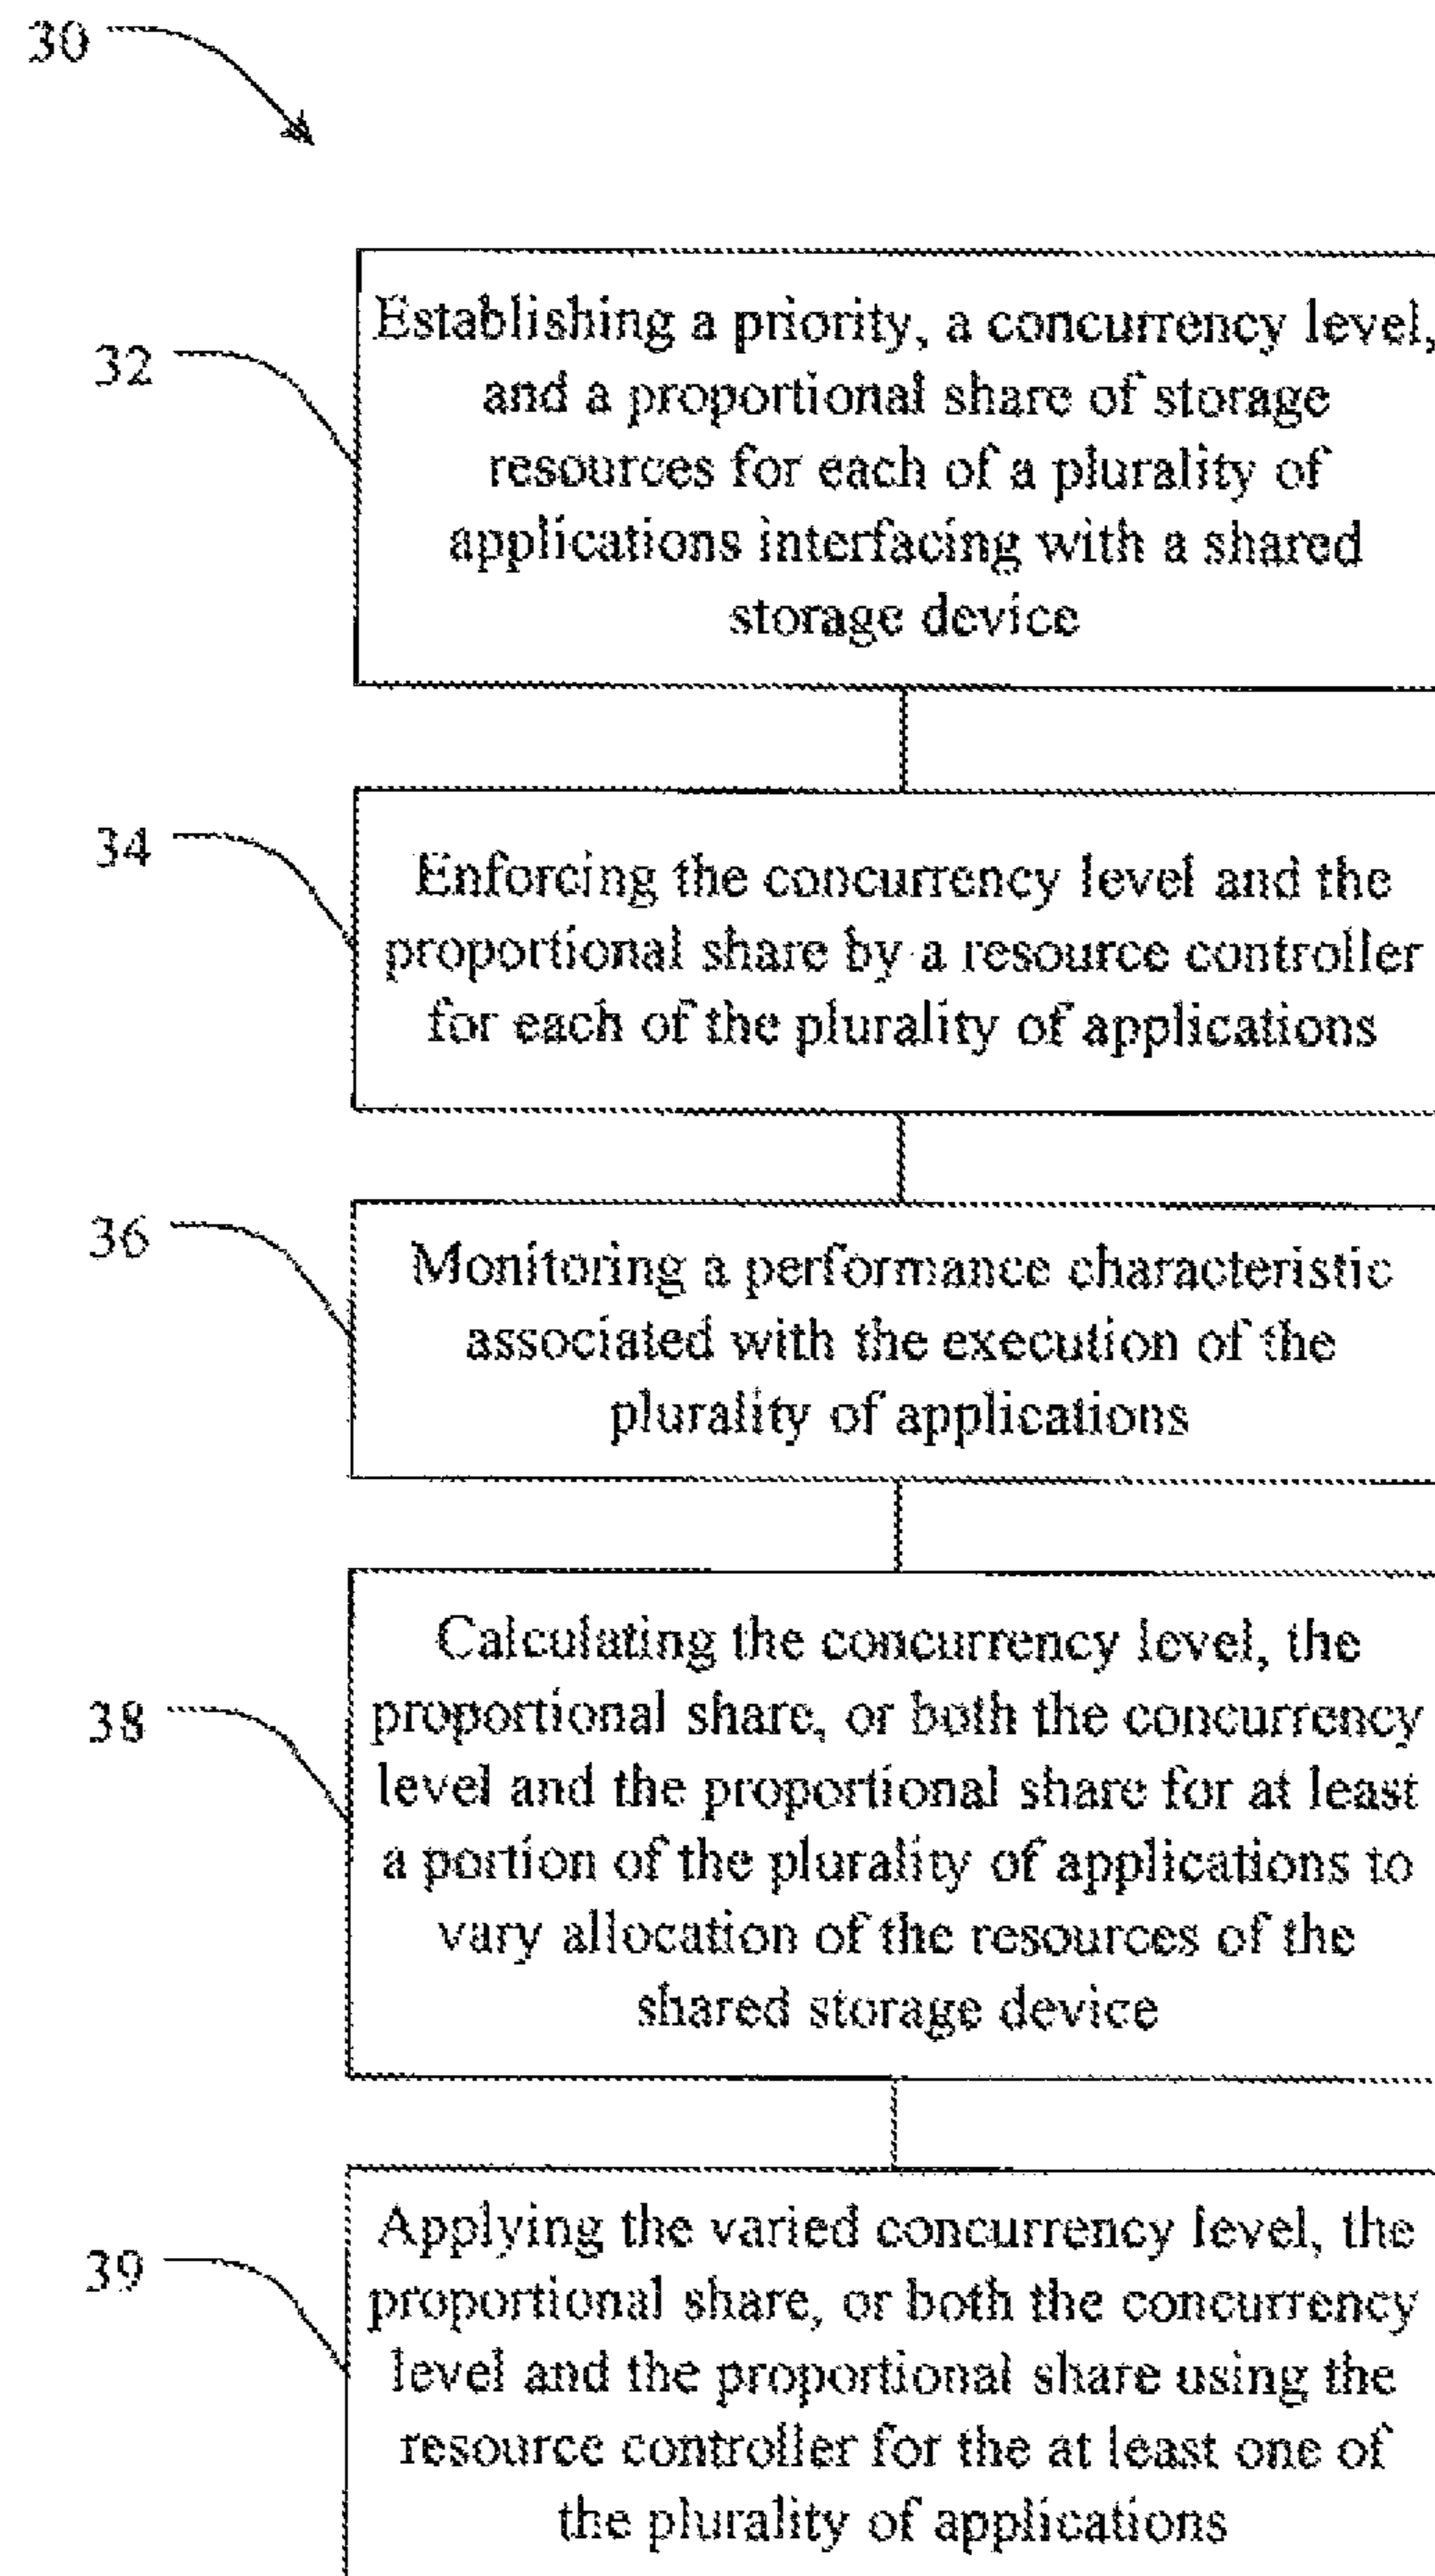 30
32
Establishing a priority, a concurrency level,
and a proportional share of storage
resources for each of a plurality of
applications interfacing with a shared
storage device
34
Enforcing the concurrency level and the
proportional share by a resource controller
for each of the plurality of applications
36
Monitoring a performance characteristic
associated with the execution of the
plurality of applications
38
Calculating the concurrency level, the
proportional share, or both the concurrency
level and the proportional share for at least
a portion of the plurality of applications to
vary allocation of the resources of the
shared storage device
39
Applying the varied concurrency level, the
proportional share, or both the concurrency
level and the proportional share using the
resource controller for the at least one of
the plurality of applications